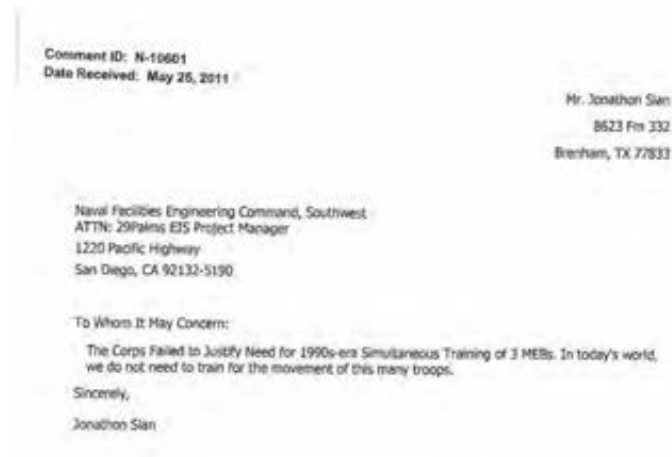 Comment ID: N-10601
Date Received: May 25, 2011
Mr. Jonathon Sian
8623 Fm 332
Brenham, TX 77833
Naval Facilities Engineering Command, Southwest
ATTN: 29Palms EIS Project Manager
1220 Pacific Highway
San Diego, CA 92132-5190
To Whom It May Concern:
The Corps Failed to Justify Need for 1990s-era Simultaneous Training of 3 MEBs. In today's world,
we do not need to train for the movement of this many troops.
Sincerely,
Jonathon Sian